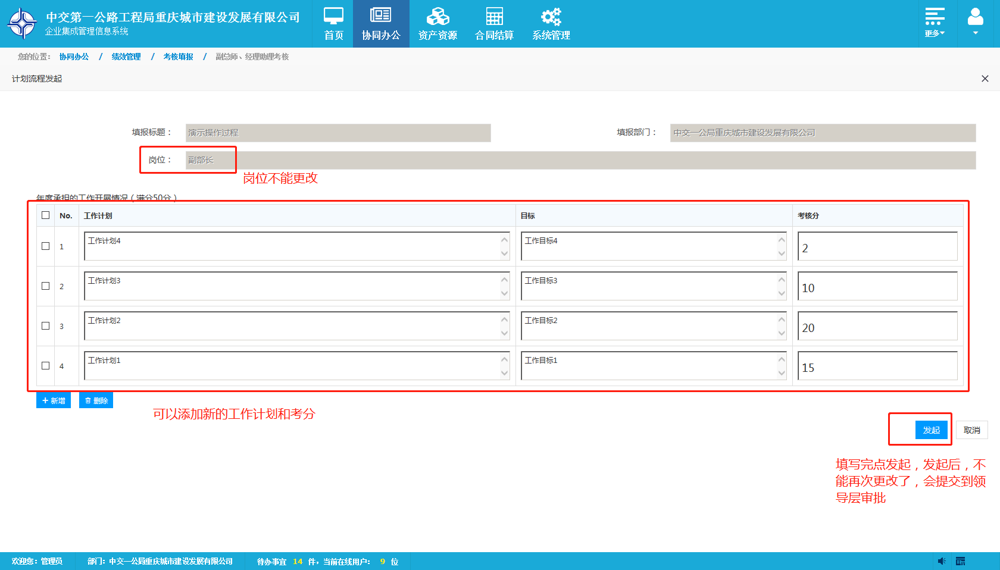 中交第一公路工程局重庆城市建设发展有限公司
企业集成管理信息系统
首页
协同办公
资产资源
合同结算
系统管理
更多
您的位置： 协同办公 / 绩效管理 / 考核填报 / 副总师、经理助理考核
计划流程发起
填报标题： 演示操作过程
填报部门： 中交一公局重庆城市建设发展有限公司
岗位： 副部长
岗位不能更改
年度承担的工作开展情况（满分50分）
No. 工作计划 目标 考核分
1 工作计划4 工作目标4 2
2 工作计划3 工作目标3 10
3 工作计划2 工作目标2 20
4 工作计划1 工作目标1 15
新增 删除
可以添加新的工作计划和考分
发起 取消
填写完点发起，发起后，不
能再次更改了，会提交到领
导层审批
欢迎您：管理员 部门：中交一公局重庆城市建设发展有限公司 待办事宜 14 件，当前在线用户： 9 位